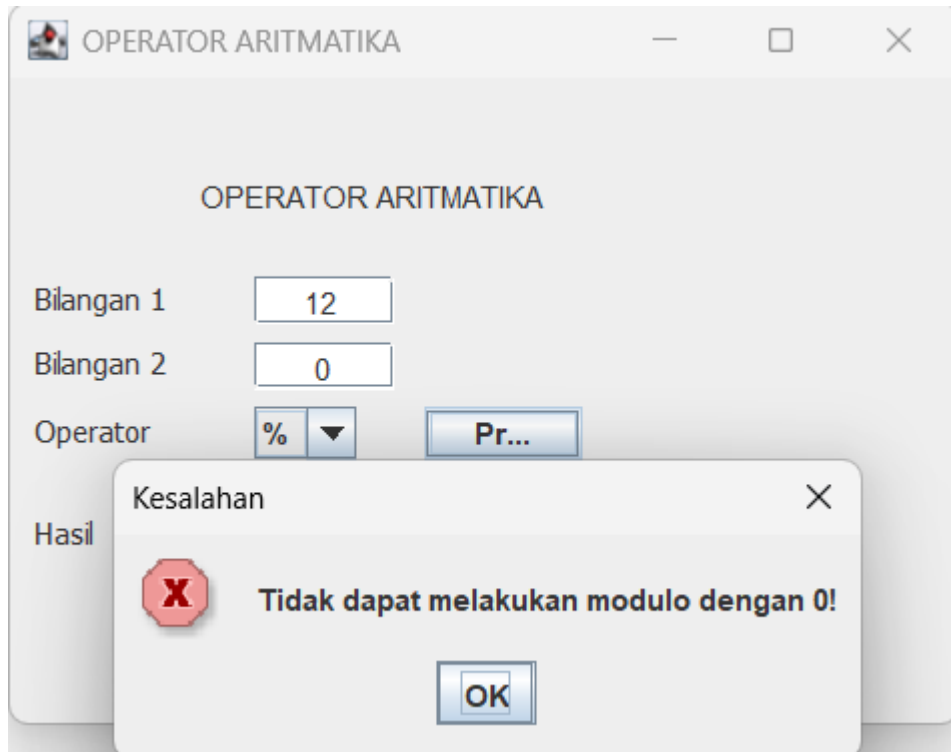 OPERATOR ARITMATIKA
OPERATOR ARITMATIKA
Bilangan 1 12
Bilangan 2 0
Operator % Pr...
Kesalahan
Hasil
Tidak dapat melakukan modulo dengan 0!
OK